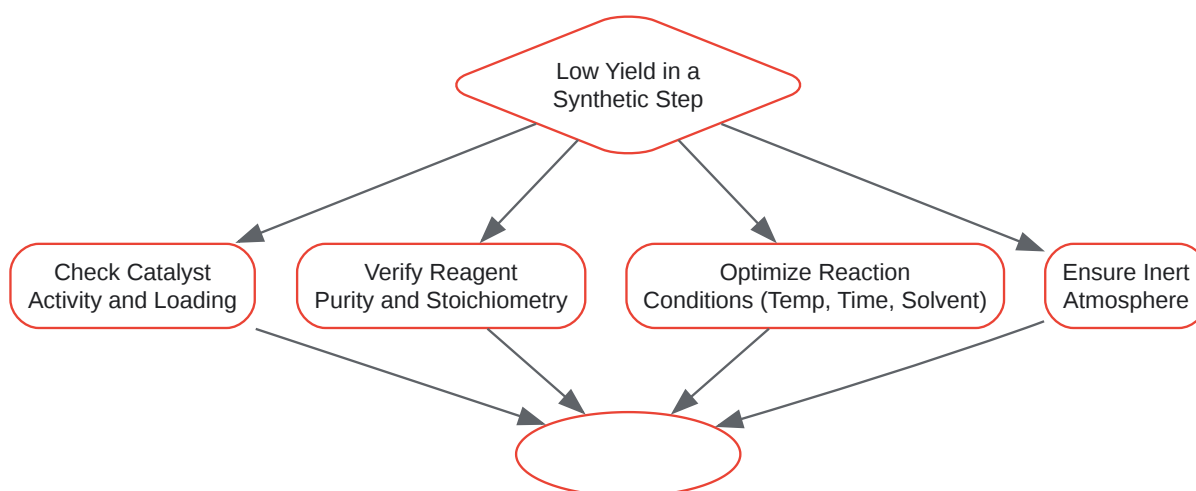 Low Yield in a
Synthetic Step
Check Catalyst
Activity and Loading
Verify Reagent
Purity and Stoichiometry
Optimize Reaction
Conditions (Temp, Time, Solvent)
Ensure Inert
Atmosphere